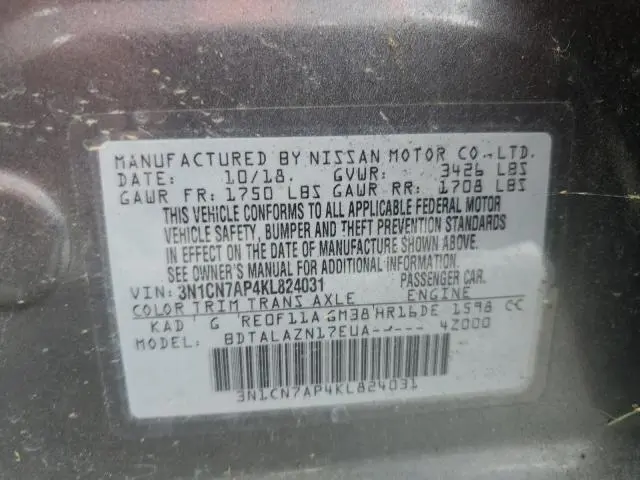 MANUFACTURED BY NISSAN MOTOR CO., LTD.
DATE: 10/18. GVWR: 3426 LBS
GAWR FR: 1750 LBS GAWR RR: 1708 LBS
THIS VEHICLE CONFORMS TO ALL APPLICABLE FEDERAL MOTOR
VEHICLE SAFETY, BUMPER AND THEFT PREVENTION STANDARDS
IN EFFECT ON THE DATE OF MANUFACTURE SHOWN ABOVE.
SEE OWNER'S MANUAL FOR ADDITIONAL INFORMATION.
VIN: 3N1CN7AP4KL824031 PASSENGER CAR.
COLOR TRIM TRANS AXLE ENGINE
KAD G RE0F11A GM38 HR16DE 1598 CC
MODEL: BDTALAZN17EUA----- 4Z000
3N1CN7AP4KL824031